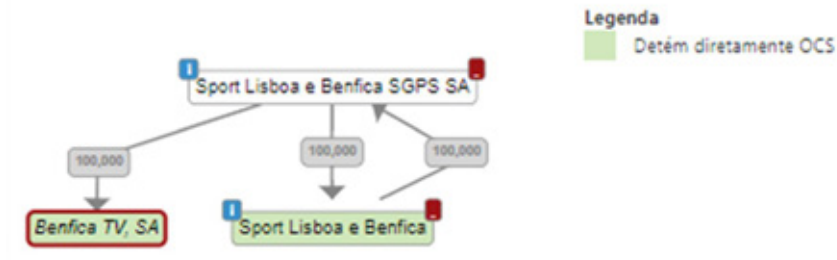 Legenda
Detém diretamente OCS
Sport Lisboa e Benfica SGPS SA
100,000
100,000
100,000
Benfica TV, SA
Sport Lisboa e Benfica